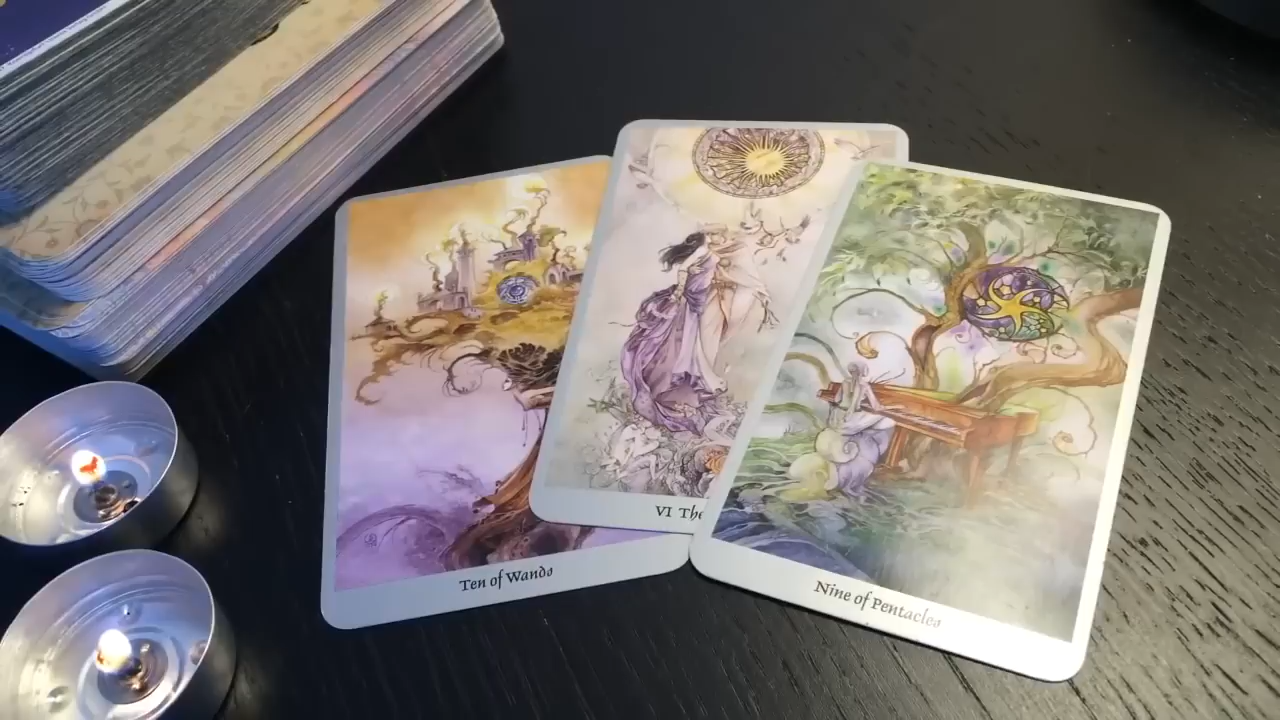 Ten of Wands
VI The
Nine of Pentacles